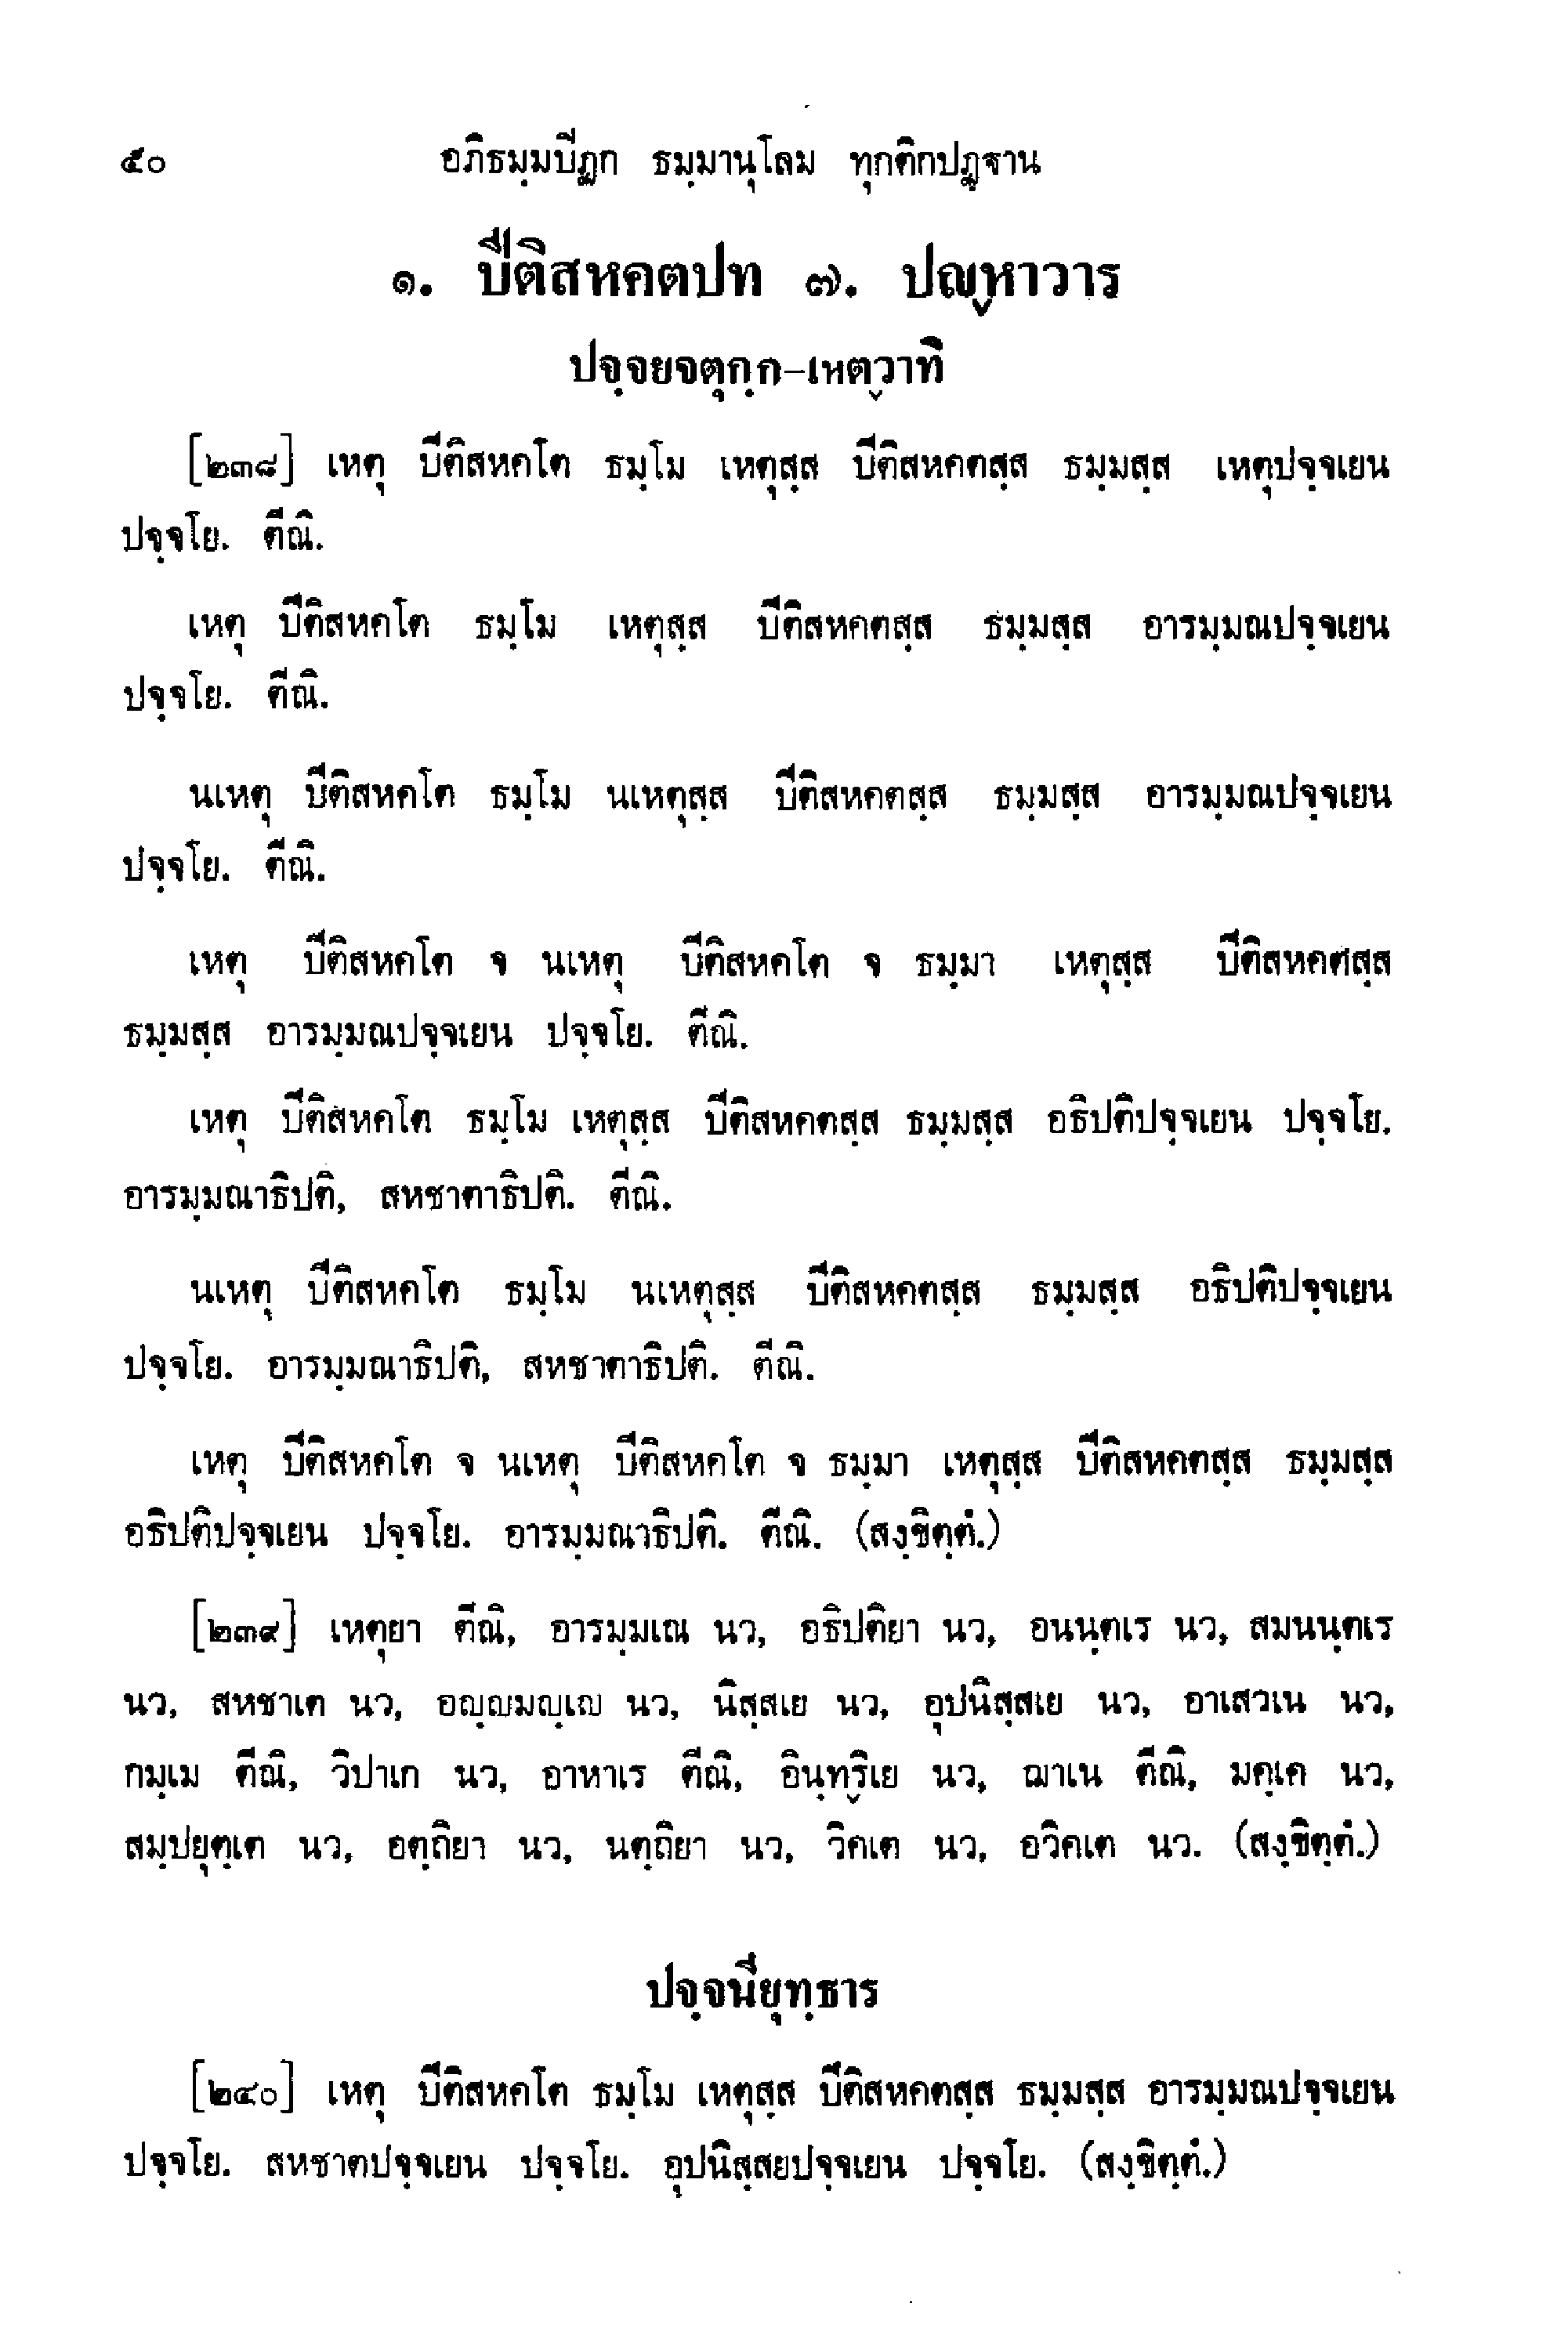 ๕๐ อภิธมฺมปีฏก ธมฺมานุโลม ทุกติกปฏฺฐาน
๑. ปีติสหคตปท ๗. ปญฺหาวาร
ปจฺจยจตุกฺก-เหตฺวาทิ
[๒๓๘] เหตุ ปีติสหคโต ธมฺโม เหตุสฺส ปีติสหคตสฺส ธมฺมสฺส เหตุปจฺจเยน
ปจฺจโย. ตีณิ.
เหตุ ปีติสหคโต ธมฺโม เหตุสฺส ปีติสหคตสฺส ธมฺมสฺส อารมฺมณปจฺจเยน
ปจฺจโย. ตีณิ.
นเหตุ ปีติสหคโต ธมฺโม นเหตุสฺส ปีติสหคตสฺส ธมฺมสฺส อารมฺมณปจฺจเยน
ปจฺจโย. ตีณิ.
เหตุ ปีติสหคโต จ นเหตุ ปีติสหคโต จ ธมฺมา เหตุสฺส ปีติสหคตสฺส
ธมฺมสฺส อารมฺมณปจฺจเยน ปจฺจโย. ตีณิ.
เหตุ ปีติสหคโต ธมฺโม เหตุสฺส ปีติสหคตสฺส ธมฺมสฺส อธิปติปจฺจเยน ปจฺจโย.
อารมฺมณาธิปติ, สหชาตาธิปติ. ตีณิ.
นเหตุ ปีติสหคโต ธมฺโม นเหตุสฺส ปีติสหคตสฺส ธมฺมสฺส อธิปติปจฺจเยน
ปจฺจโย. อารมฺมณาธิปติ, สหชาตาธิปติ. ตีณิ.
เหตุ ปีติสหคโต จ นเหตุ ปีติสหคโต จ ธมฺมา เหตุสฺส ปีติสหคตสฺส ธมฺมสฺส
อธิปติปจฺจเยน ปจฺจโย. อารมฺมณาธิปติ. ตีณิ. (สงฺขิตฺตํ.)
[๒๓๙] เหตุยา ตีณิ, อารมฺมเณ นว, อธิปติยา นว, อนนฺตเร นว, สมนนฺตเร
นว, สหชาเต นว, อญฺญมญฺเญ นว, นิสฺสเย นว, อุปนิสฺสเย นว, อาเสวเน นว,
กมฺเม ตีณิ, วิปาเก นว, อาหาเร ตีณิ, อินฺทฺริเย นว, ฌาเน ตีณิ, มคฺเค นว,
สมฺปยุตฺเต นว, อตฺถิยา นว, นตฺถิยา นว, วิคเต นว, อวิคเต นว. (สงฺขิตฺตํ.)
ปจฺจนียุทฺธาร
[๒๔๐] เหตุ ปีติสหคโต ธมฺโม เหตุสฺส ปีติสหคตสฺส ธมฺมสฺส อารมฺมณปจฺจเยน
ปจฺจโย. สหชาตปจฺจเยน ปจฺจโย. อุปนิสฺสยปจฺจเยน ปจฺจโย. (สงฺขิตฺตํ.)